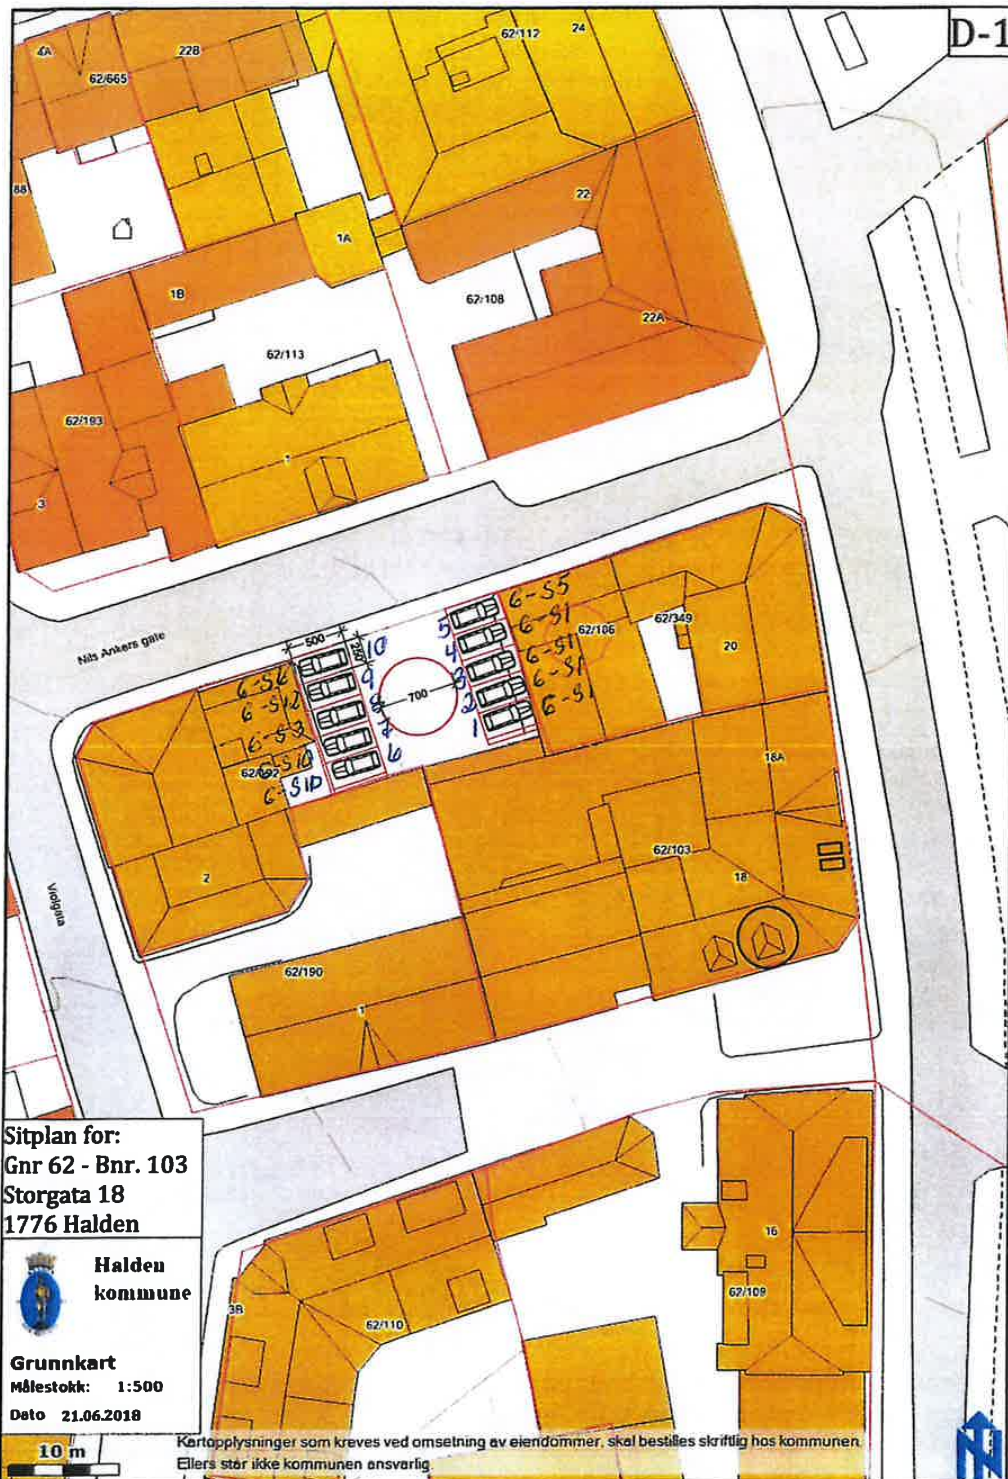 D-1
4A
22B
62/665
62/112
24
88
1A
22
1B
62/108
22A
62/113
62/193
1
3
Nils Ankers gate
500
250
700
10
9
8
7
6
5
4
3
2
1
6-S5
6-S1
6-S1
6-S1
6-S1
6-S6
6-S12
6-S3
6-S10
6-S10
62/106
62/349
20
18A
62/103
18
2
Violgata
62/190
1
Sitplan for:
Gnr 62 - Bnr. 103
Storgata 18
1776 Halden
Halden
kommune
Grunnkart
Målestokk: 1:500
Dato 21.06.2018
10 m
3B
62/110
16
62/109
Kartopplysninger som kreves ved omsetning av eiendommer, skal bestilles skriftlig hos kommunen.
Ellers står ikke kommunen ansvarlig.
N